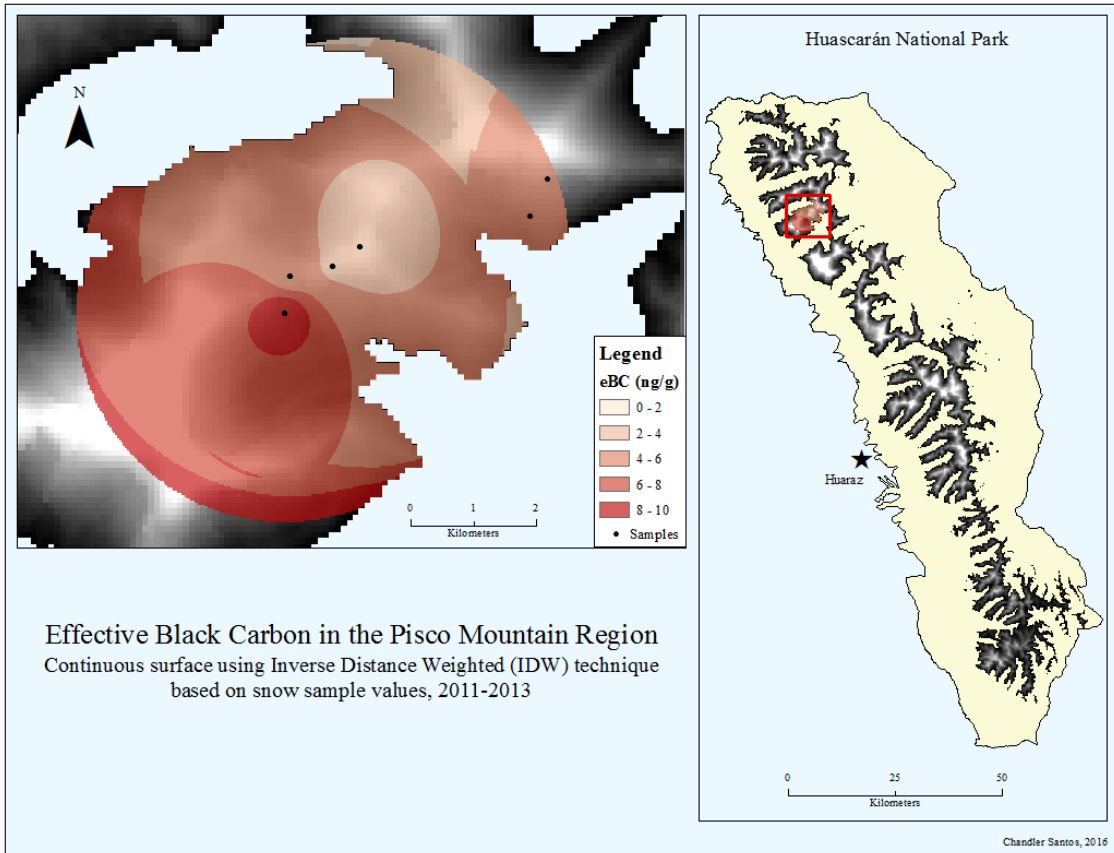 N
Legend
eBC (ng/g)
0 - 2
2 - 4
4 - 6
6 - 8
8 - 10
Samples
0 1 2
Kilometers
Effective Black Carbon in the Pisco Mountain Region
Continuous surface using Inverse Distance Weighted (IDW) technique
based on snow sample values, 2011-2013
Huascarán National Park
Huaraz
0 25 50
Kilometers
Chandler Santos, 2016